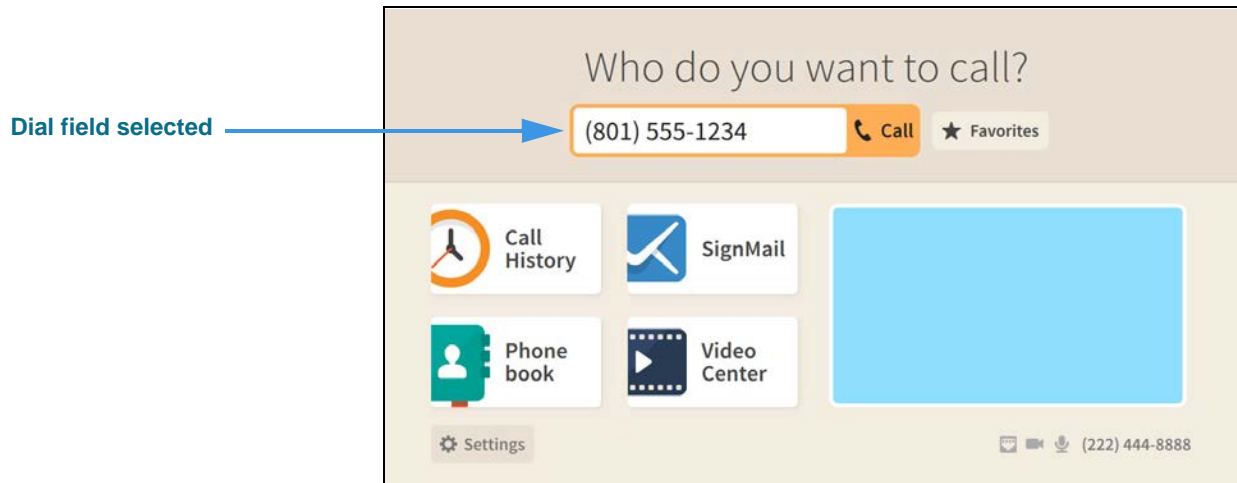 Who do you want to call?
Dial field selected
(801) 555-1234
Call
Favorites
Call
History
SignMail
Phone
book
Video
Center
Settings
(222) 444-8888